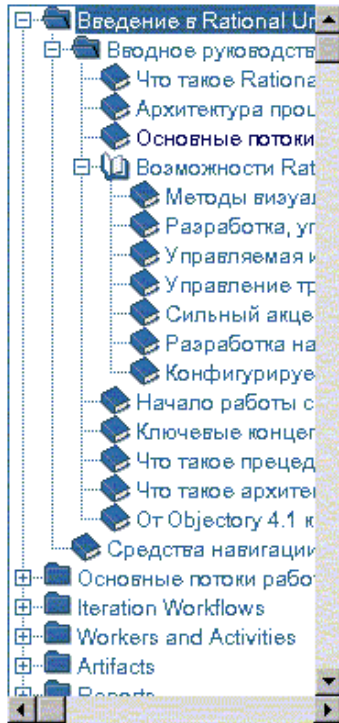 Введение в Rational Un
Вводное руководств
Что такое Rationa
Архитектура проц
Основные потоки
Возможности Rat
Методы визуал
Разработка, уп
Управляемая и
Управление тр
Сильный акце
Разработка на
Конфигурируе
Начало работы с
Ключевые концеп
Что такое прецед
Что такое архитек
От Objectory 4.1 к
Средства навигации
Основные потоки рабо
Iteration Workflows
Workers and Activities
Artifacts
Reports